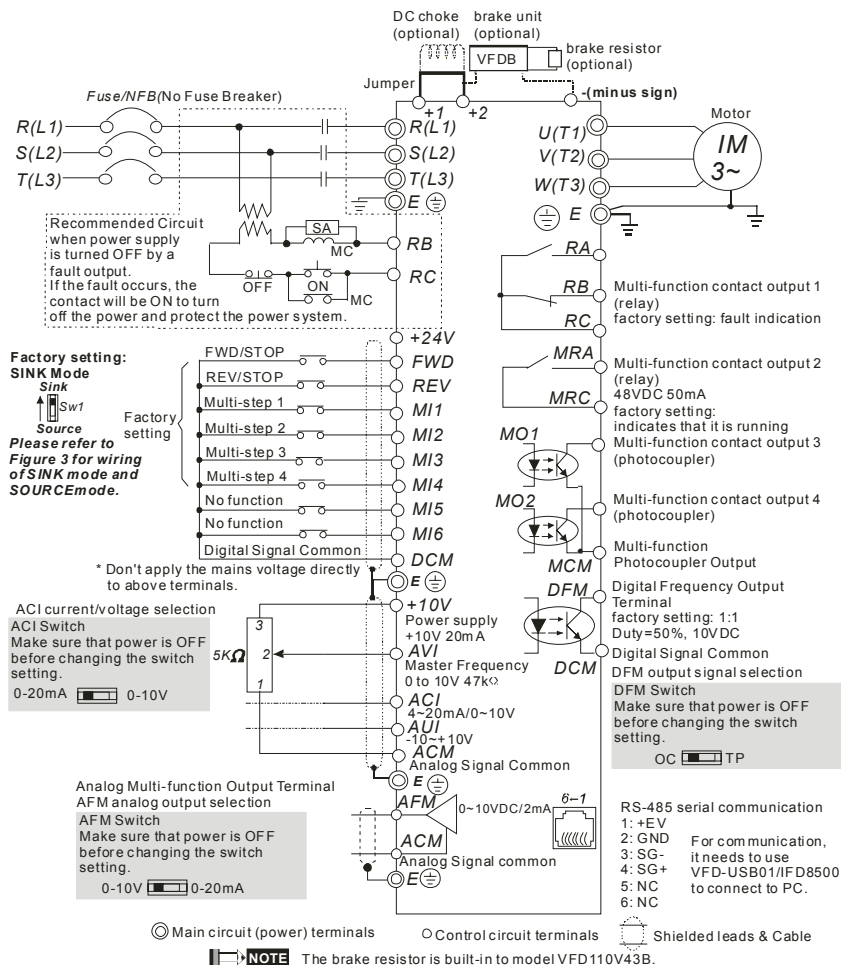 DC choke
(optional)
brake unit
(optional)
VFDB
brake resistor
(optional)
Jumper
+1
+2
-(minus sign)
Fuse/NFB(No Fuse Breaker)
R(L1)
S(L2)
T(L3)
R(L1)
S(L2)
T(L3)
E
U(T1)
V(T2)
W(T3)
E
Motor
IM
3~
Recommended Circuit
when power supply
is turned OFF by a
fault output.
If the fault occurs, the
contact will be ON to turn
off the power and protect the power system.
SA
MC
OFF
ON
MC
RB
RC
RA
RB
RC
Multi-function contact output 1
(relay)
factory setting: fault indication
MRA
MRC
Multi-function contact output 2
(relay)
48VDC 50mA
factory setting:
indicates that it is running
MO1
Multi-function contact output 3
(photocoupler)
MO2
Multi-function contact output 4
(photocoupler)
MCM
Multi-function
Photocoupler Output
DFM
Digital Frequency Output
Terminal
factory setting: 1:1
Duty=50%, 10VDC
DCM
Digital Signal Common
DFM output signal selection
DFM Switch
Make sure that power is OFF
before changing the switch
setting.
OC TP
Factory setting:
SINK Mode
Sink
Sw1
Source
Please refer to
Figure 3 for wiring
of SINK mode and
SOURCEmode.
Factory
setting
+24V
FWD/STOP
FWD
REV/STOP
REV
Multi-step 1
MI1
Multi-step 2
MI2
Multi-step 3
MI3
Multi-step 4
MI4
No function
MI5
No function
MI6
Digital Signal Common
DCM
* Don't apply the mains voltage directly
to above terminals.
E
ACI current/voltage selection
ACI Switch
Make sure that power is OFF
before changing the switch
setting.
0-20mA 0-10V
5KΩ
3
2
1
+10V
Power supply
+10V 20mA
AVI
Master Frequency
0 to 10V 47kΩ
ACI
4~20mA/0~10V
AUI
-10~+10V
ACM
Analog Signal Common
E
Analog Multi-function Output Terminal
AFM analog output selection
AFM Switch
Make sure that power is OFF
before changing the switch
setting.
0-10V 0-20mA
AFM
0~10VDC/2mA
ACM
Analog Signal common
E
6←1
RS-485 serial communication
1: +EV
2: GND
3: SG-
4: SG+
5: NC
6: NC
For communication,
it needs to use
VFD-USB01/IFD8500
to connect to PC.
Main circuit (power) terminals
Control circuit terminals
Shielded leads & Cable
NOTE The brake resistor is built-in to model VFD110V43B.